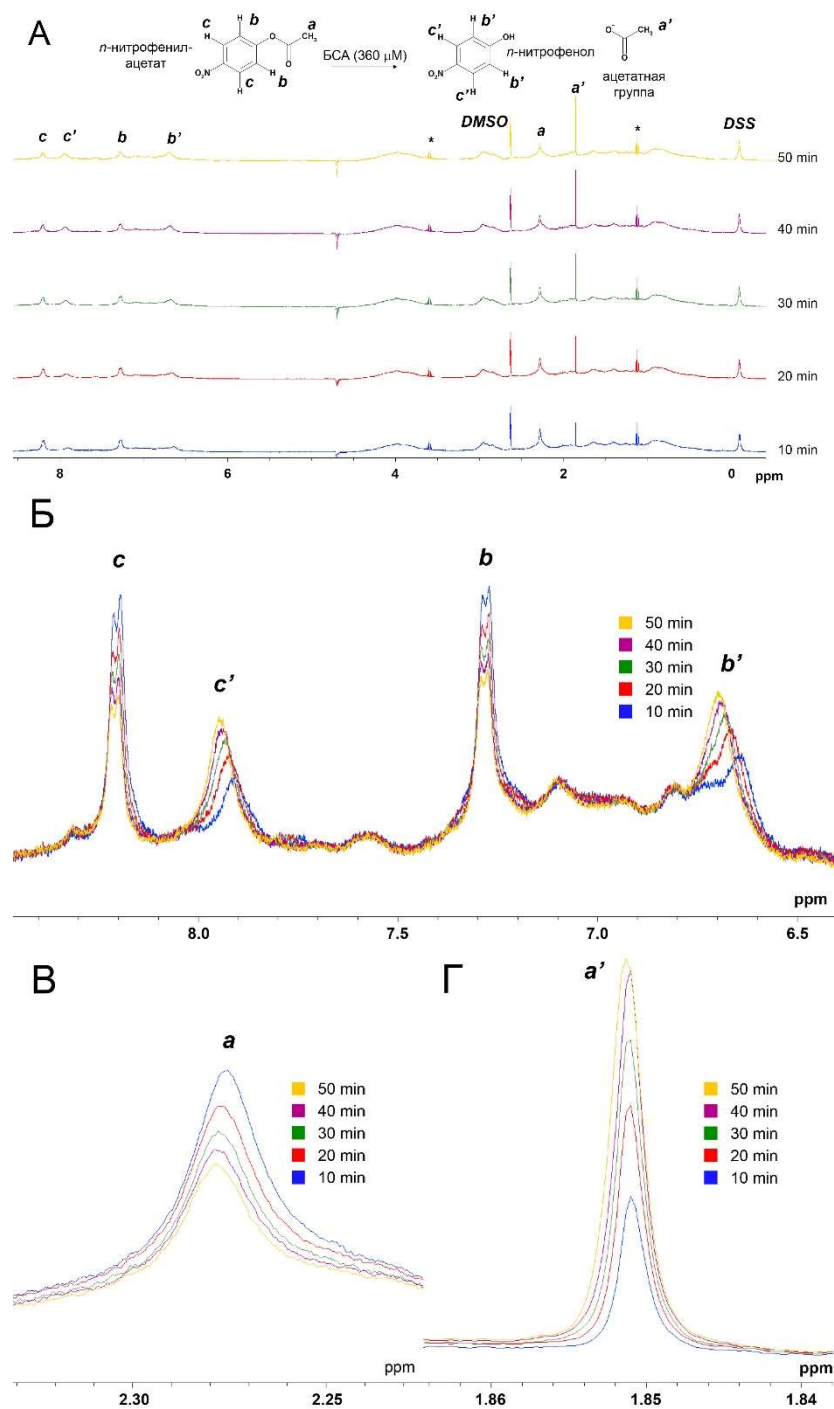 А
c b a
H H O CH₃
O
O₂N H
H b
c
n-нитрофенил-
ацетат
БСА (360 μM)
c' b'
H H OH
O₂N H
H b'
c'
n-нитрофенол
O⁻ a'
CH₃
O
ацетатная
группа
c c' b b' * DMSO a a' * DSS
50 min
40 min
30 min
20 min
10 min
8 6 4 2 0
ppm
Б
c c' b b'
50 min
40 min
30 min
20 min
10 min
ppm
8.0 7.5 7.0 6.5
В
a
50 min
40 min
30 min
20 min
10 min
ppm
2.30 2.25
Г
a'
50 min
40 min
30 min
20 min
10 min
ppm
1.86 1.85 1.84